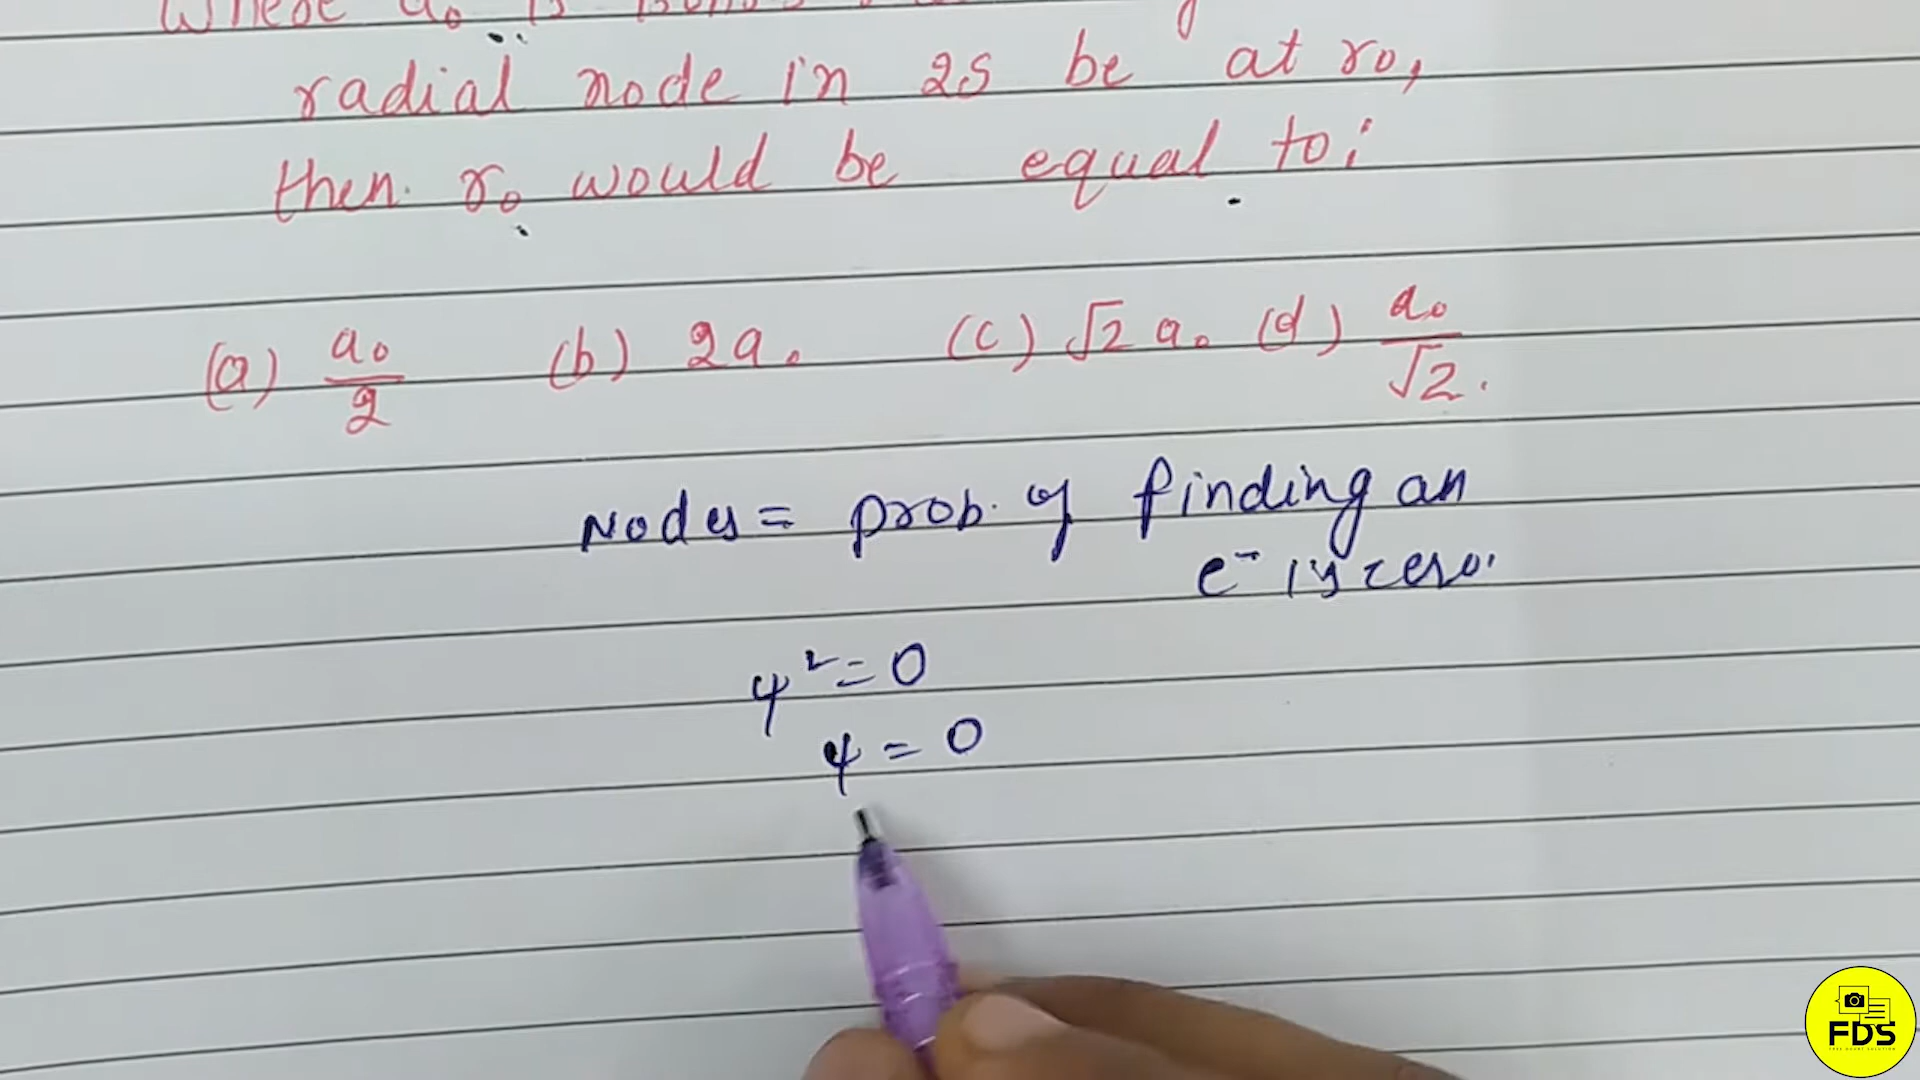 radial node in 2s be at r₀,
then r₀ would be equal to;
(a) a₀/2 (b) 2a₀ (c) √2 a₀ (d) a₀/√2.
Nodes = prob. of finding an
e⁻ is zero.
ψ² = 0
ψ = 0
FDS